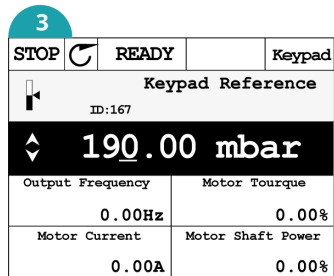 3
STOP READY Keypad
Keypad Reference
ID:167
190.00 mbar
Output Frequency Motor Tourque
0.00Hz 0.00%
Motor Current Motor Shaft Power
0.00A 0.00%